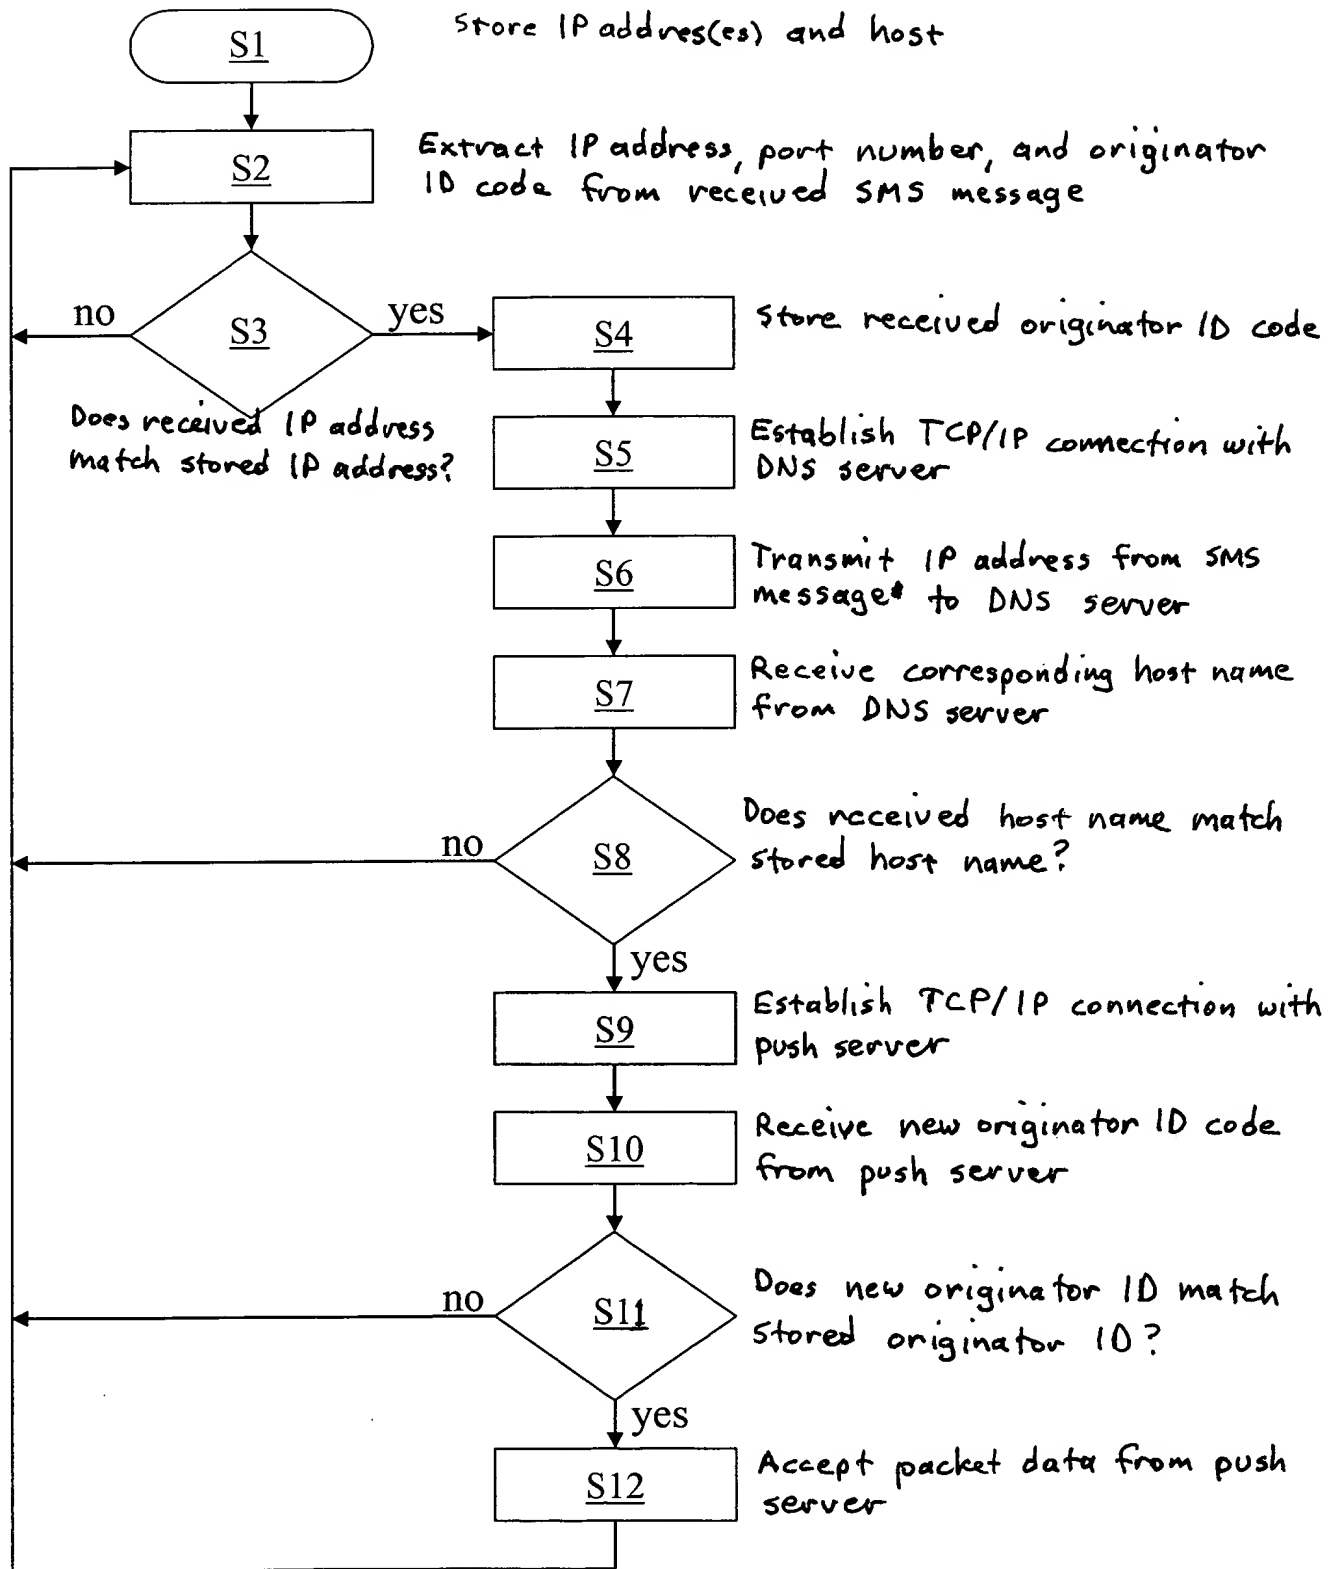 Store IP addres(es) and host
S1
S2
Extract IP address, port number, and originator
ID code from received SMS message
no
S3
yes
S4
Store received originator ID code
Does received IP address
match stored IP address?
S5
Establish TCP/IP connection with
DNS server
S6
Transmit IP address from SMS
message to DNS server
S7
Receive corresponding host name
from DNS server
no
S8
Does received host name match
stored host name?
yes
S9
Establish TCP/IP connection with
push server
S10
Receive new originator ID code
from push server
no
S11
Does new originator ID match
stored originator ID?
yes
S12
Accept packet data from push
server